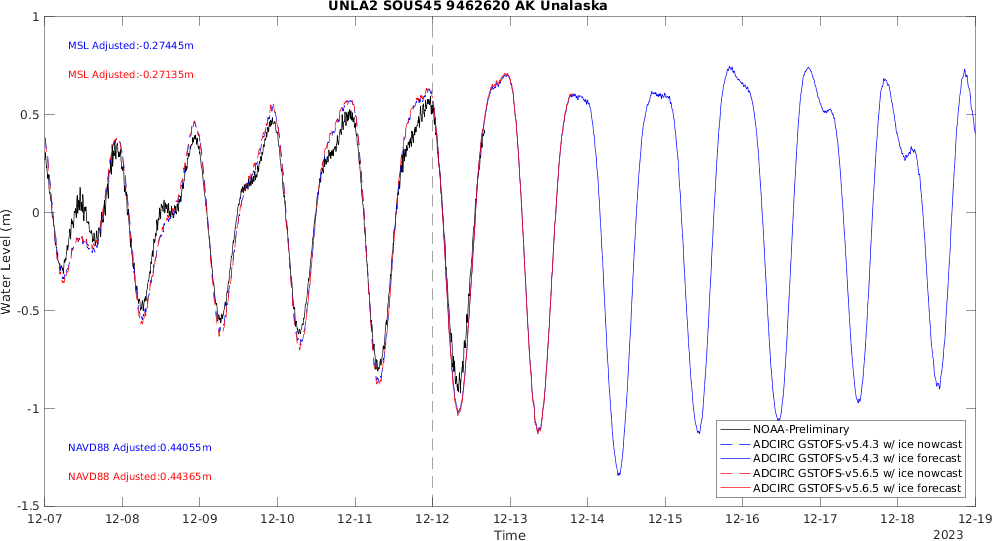 UNLA2 SOUS45 9462620 AK Unalaska
MSL Adjusted:-0.27445m
MSL Adjusted:-0.27135m
NAVD88 Adjusted:0.44055m
NAVD88 Adjusted:0.44365m
Water Level (m)
1
0.5
0
-0.5
-1
-1.5
NOAA-Preliminary
ADCIRC GSTOFS-v5.4.3 w/ ice nowcast
ADCIRC GSTOFS-v5.4.3 w/ ice forecast
ADCIRC GSTOFS-v5.6.5 w/ ice nowcast
ADCIRC GSTOFS-v5.6.5 w/ ice forecast
12-07 12-08 12-09 12-10 12-11 12-12 12-13 12-14 12-15 12-16 12-17 12-18 12-19
Time
2023